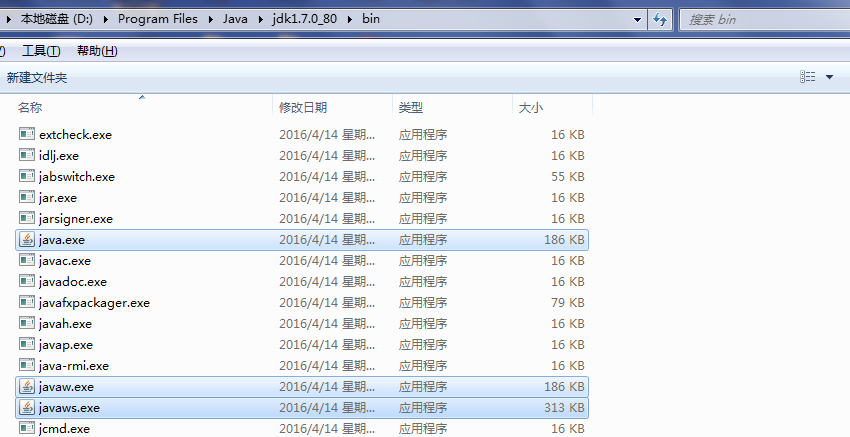 本地磁盘 (D:) Program Files Java jdk1.7.0_80 bin 搜索 bin
) 工具(T) 帮助(H)
新建文件夹
名称 修改日期 类型 大小
extcheck.exe 2016/4/14 星期... 应用程序 16 KB
idlj.exe 2016/4/14 星期... 应用程序 16 KB
jabswitch.exe 2016/4/14 星期... 应用程序 55 KB
jar.exe 2016/4/14 星期... 应用程序 16 KB
jarsigner.exe 2016/4/14 星期... 应用程序 16 KB
java.exe 2016/4/14 星期... 应用程序 186 KB
javac.exe 2016/4/14 星期... 应用程序 16 KB
javadoc.exe 2016/4/14 星期... 应用程序 16 KB
javafxpackager.exe 2016/4/14 星期... 应用程序 79 KB
javah.exe 2016/4/14 星期... 应用程序 16 KB
javap.exe 2016/4/14 星期... 应用程序 16 KB
java-rmi.exe 2016/4/14 星期... 应用程序 16 KB
javaw.exe 2016/4/14 星期... 应用程序 186 KB
javaws.exe 2016/4/14 星期... 应用程序 313 KB
jcmd.exe 2016/4/14 星期... 应用程序 16 KB